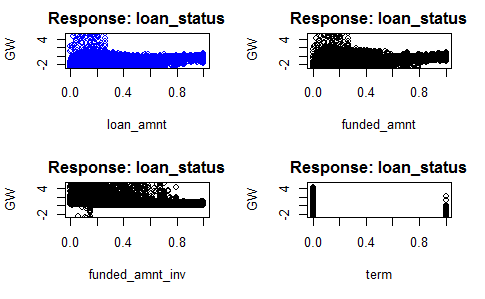 Response: loan_status
GW
4
-2
0.0 0.4 0.8
loan_amnt
Response: loan_status
GW
4
-2
0.0 0.4 0.8
funded_amnt
Response: loan_status
GW
4
-2
0.0 0.4 0.8
funded_amnt_inv
Response: loan_status
GW
4
-2
0.0 0.4 0.8
term